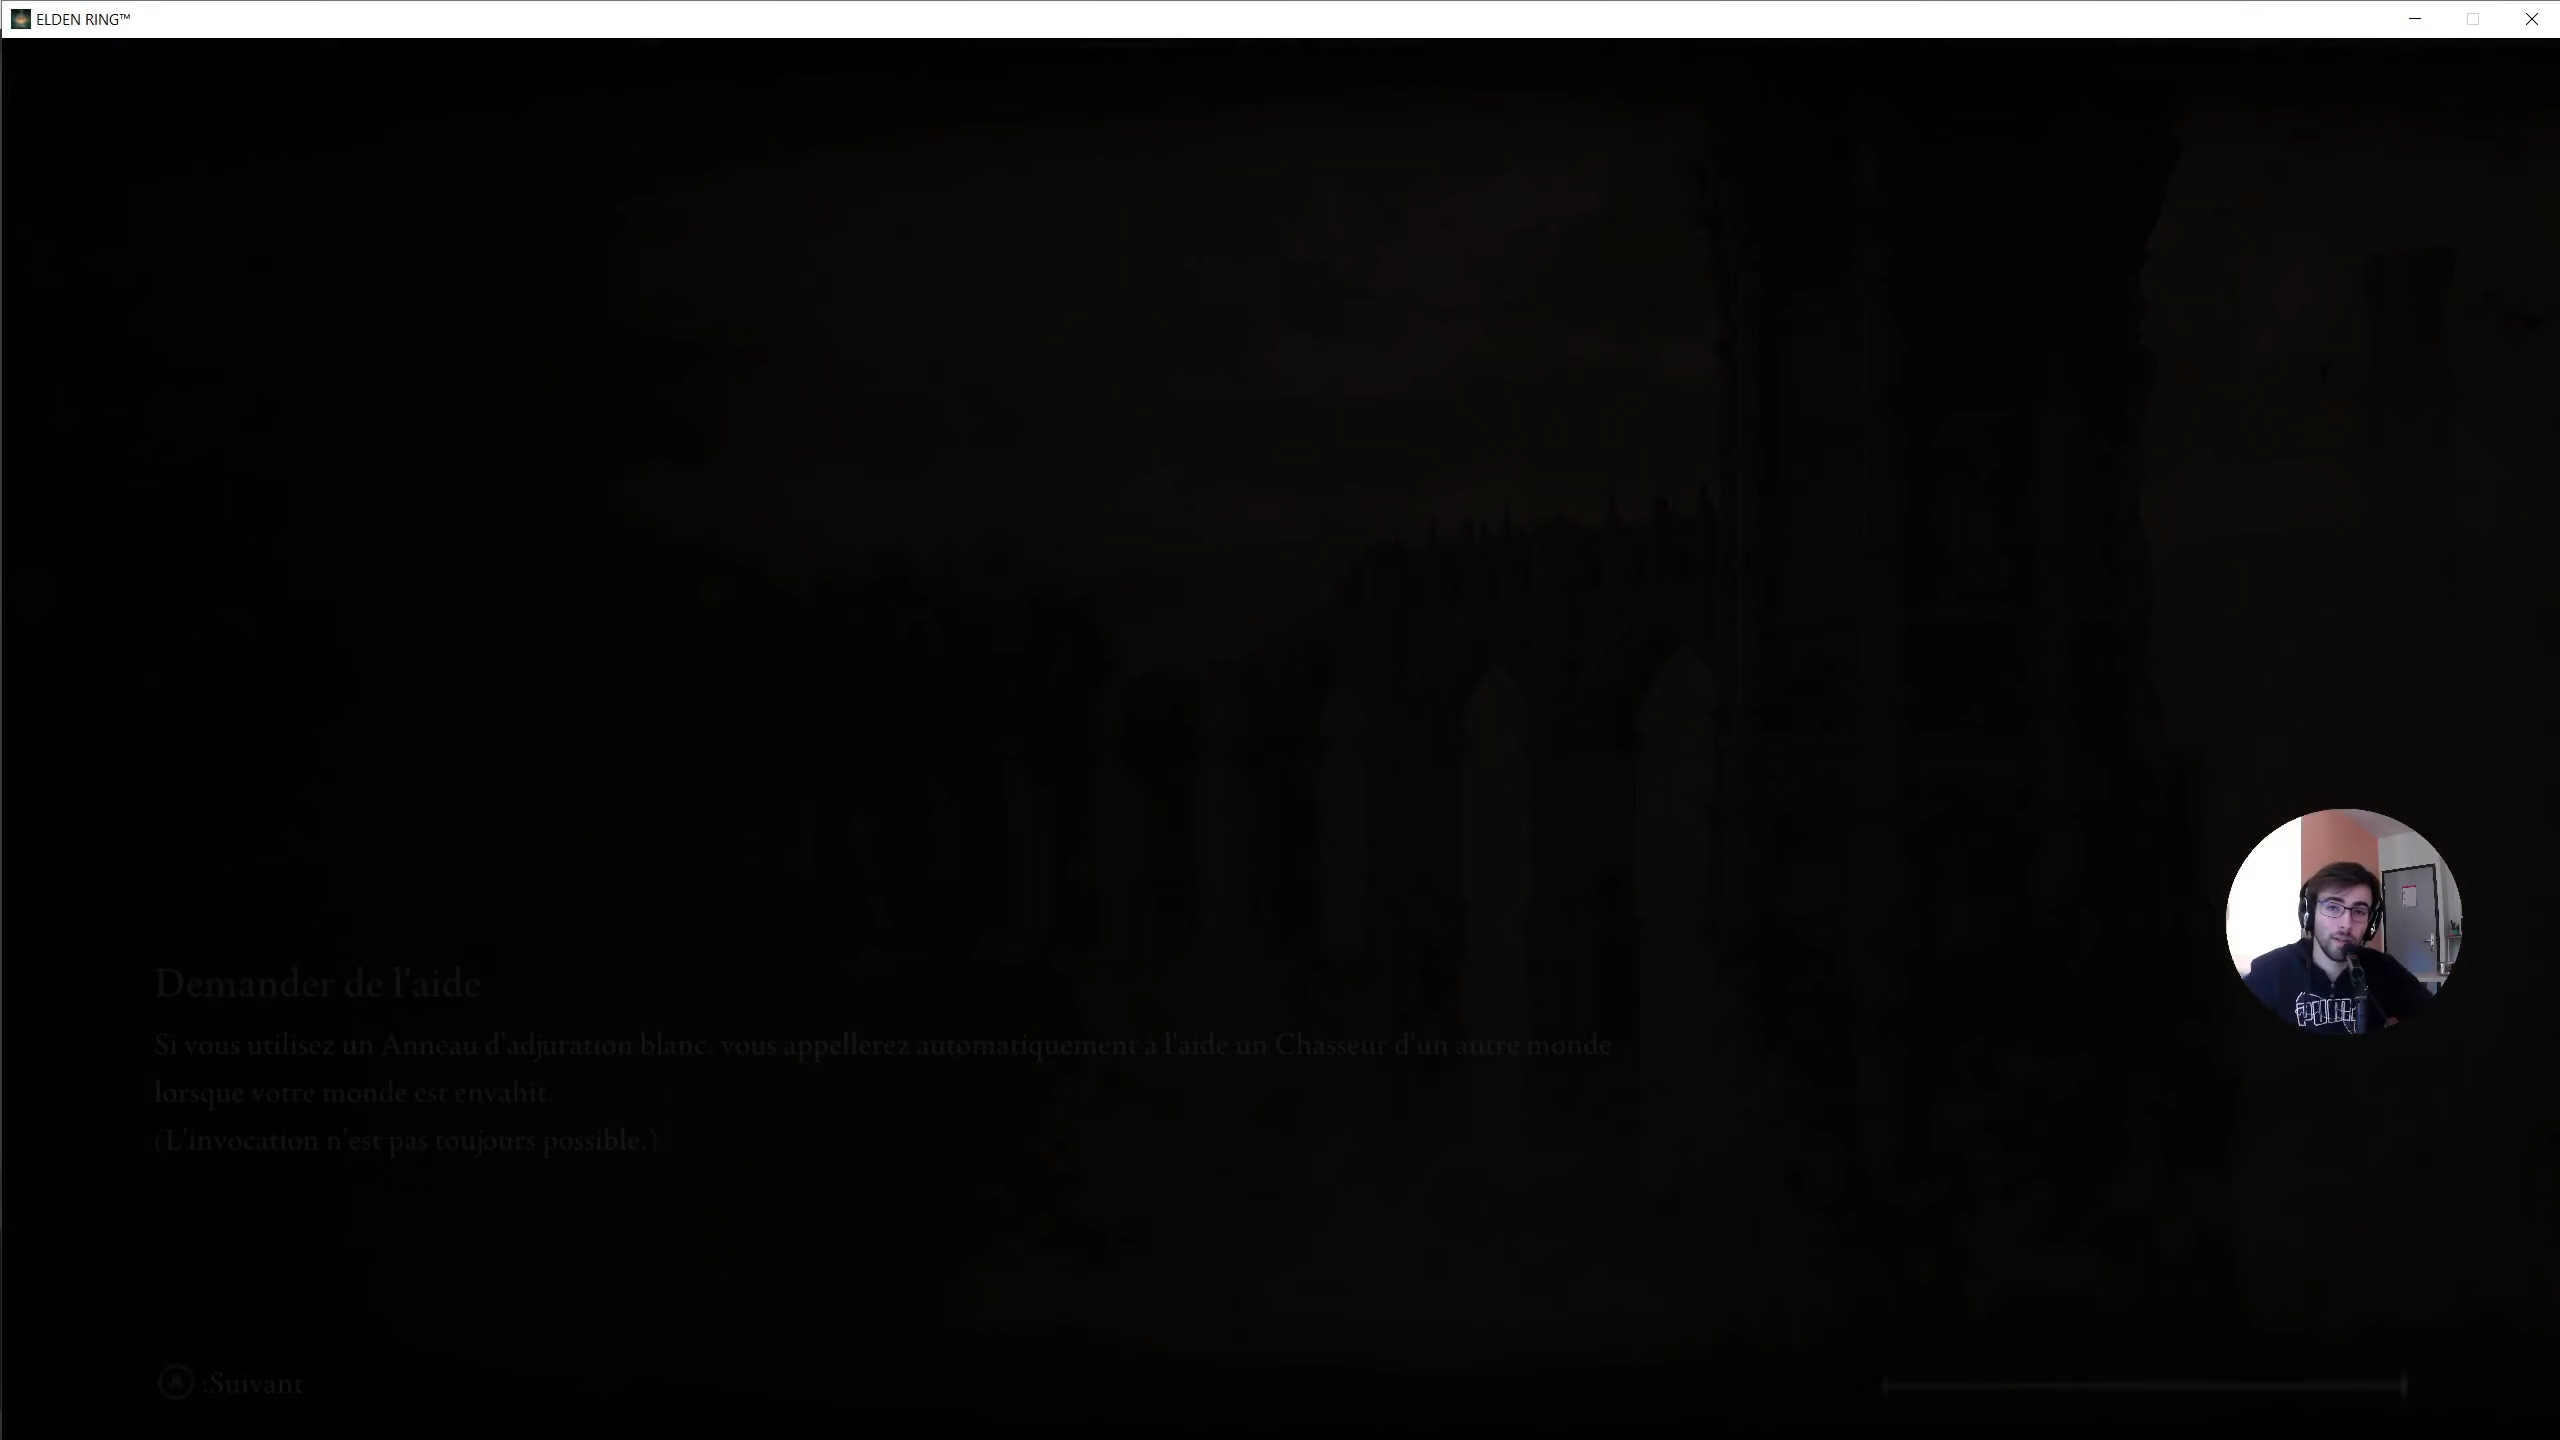 ELDEN RING™
Demander de l'aide
Si vous utilisez un Anneau d'adjuration blanc, vous appellerez automatiquement à l'aide un Chasseur d'un autre monde
lorsque votre monde est envahit.
(L'invocation n'est pas toujours possible.)
A :Suivant